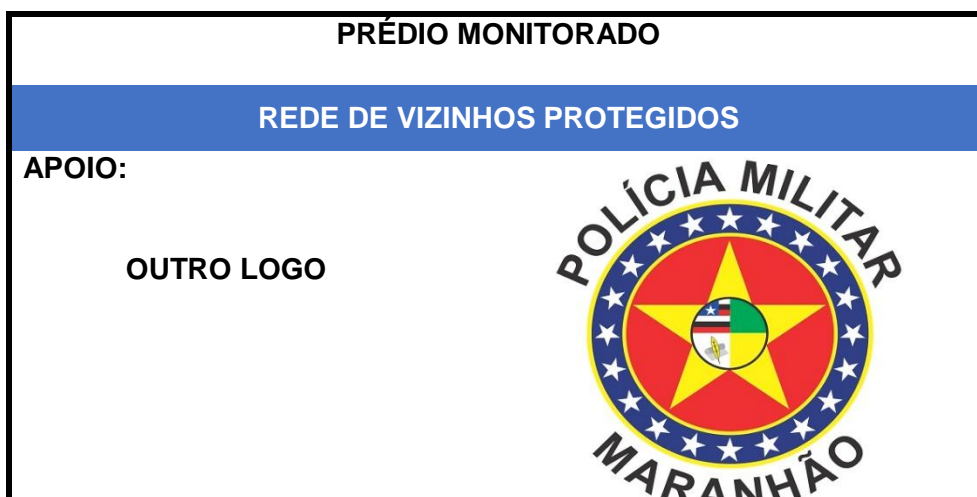 PRÉDIO MONITORADO
REDE DE VIZINHOS PROTEGIDOS
APOIO:
OUTRO LOGO
POLÍCIA MILITAR
MARANHÃO